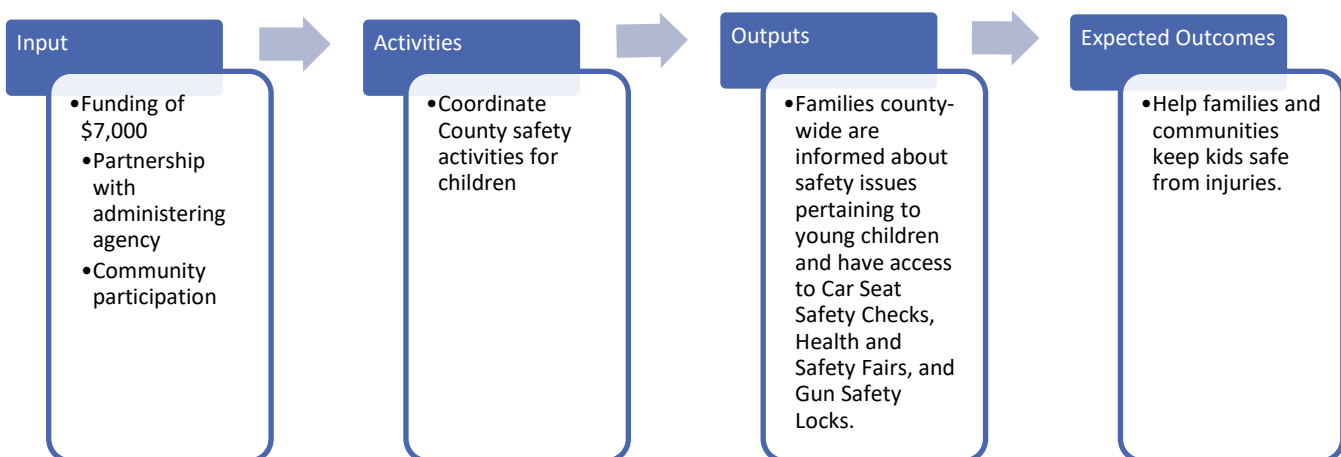 Input
•Funding of
$7,000
•Partnership
with
administering
agency
•Community
participation
Activities
•Coordinate
County safety
activities for
children
Outputs
•Families county-
wide are
informed about
safety issues
pertaining to
young children
and have access
to Car Seat
Safety Checks,
Health and
Safety Fairs, and
Gun Safety
Locks.
Expected Outcomes
•Help families and
communities
keep kids safe
from injuries.